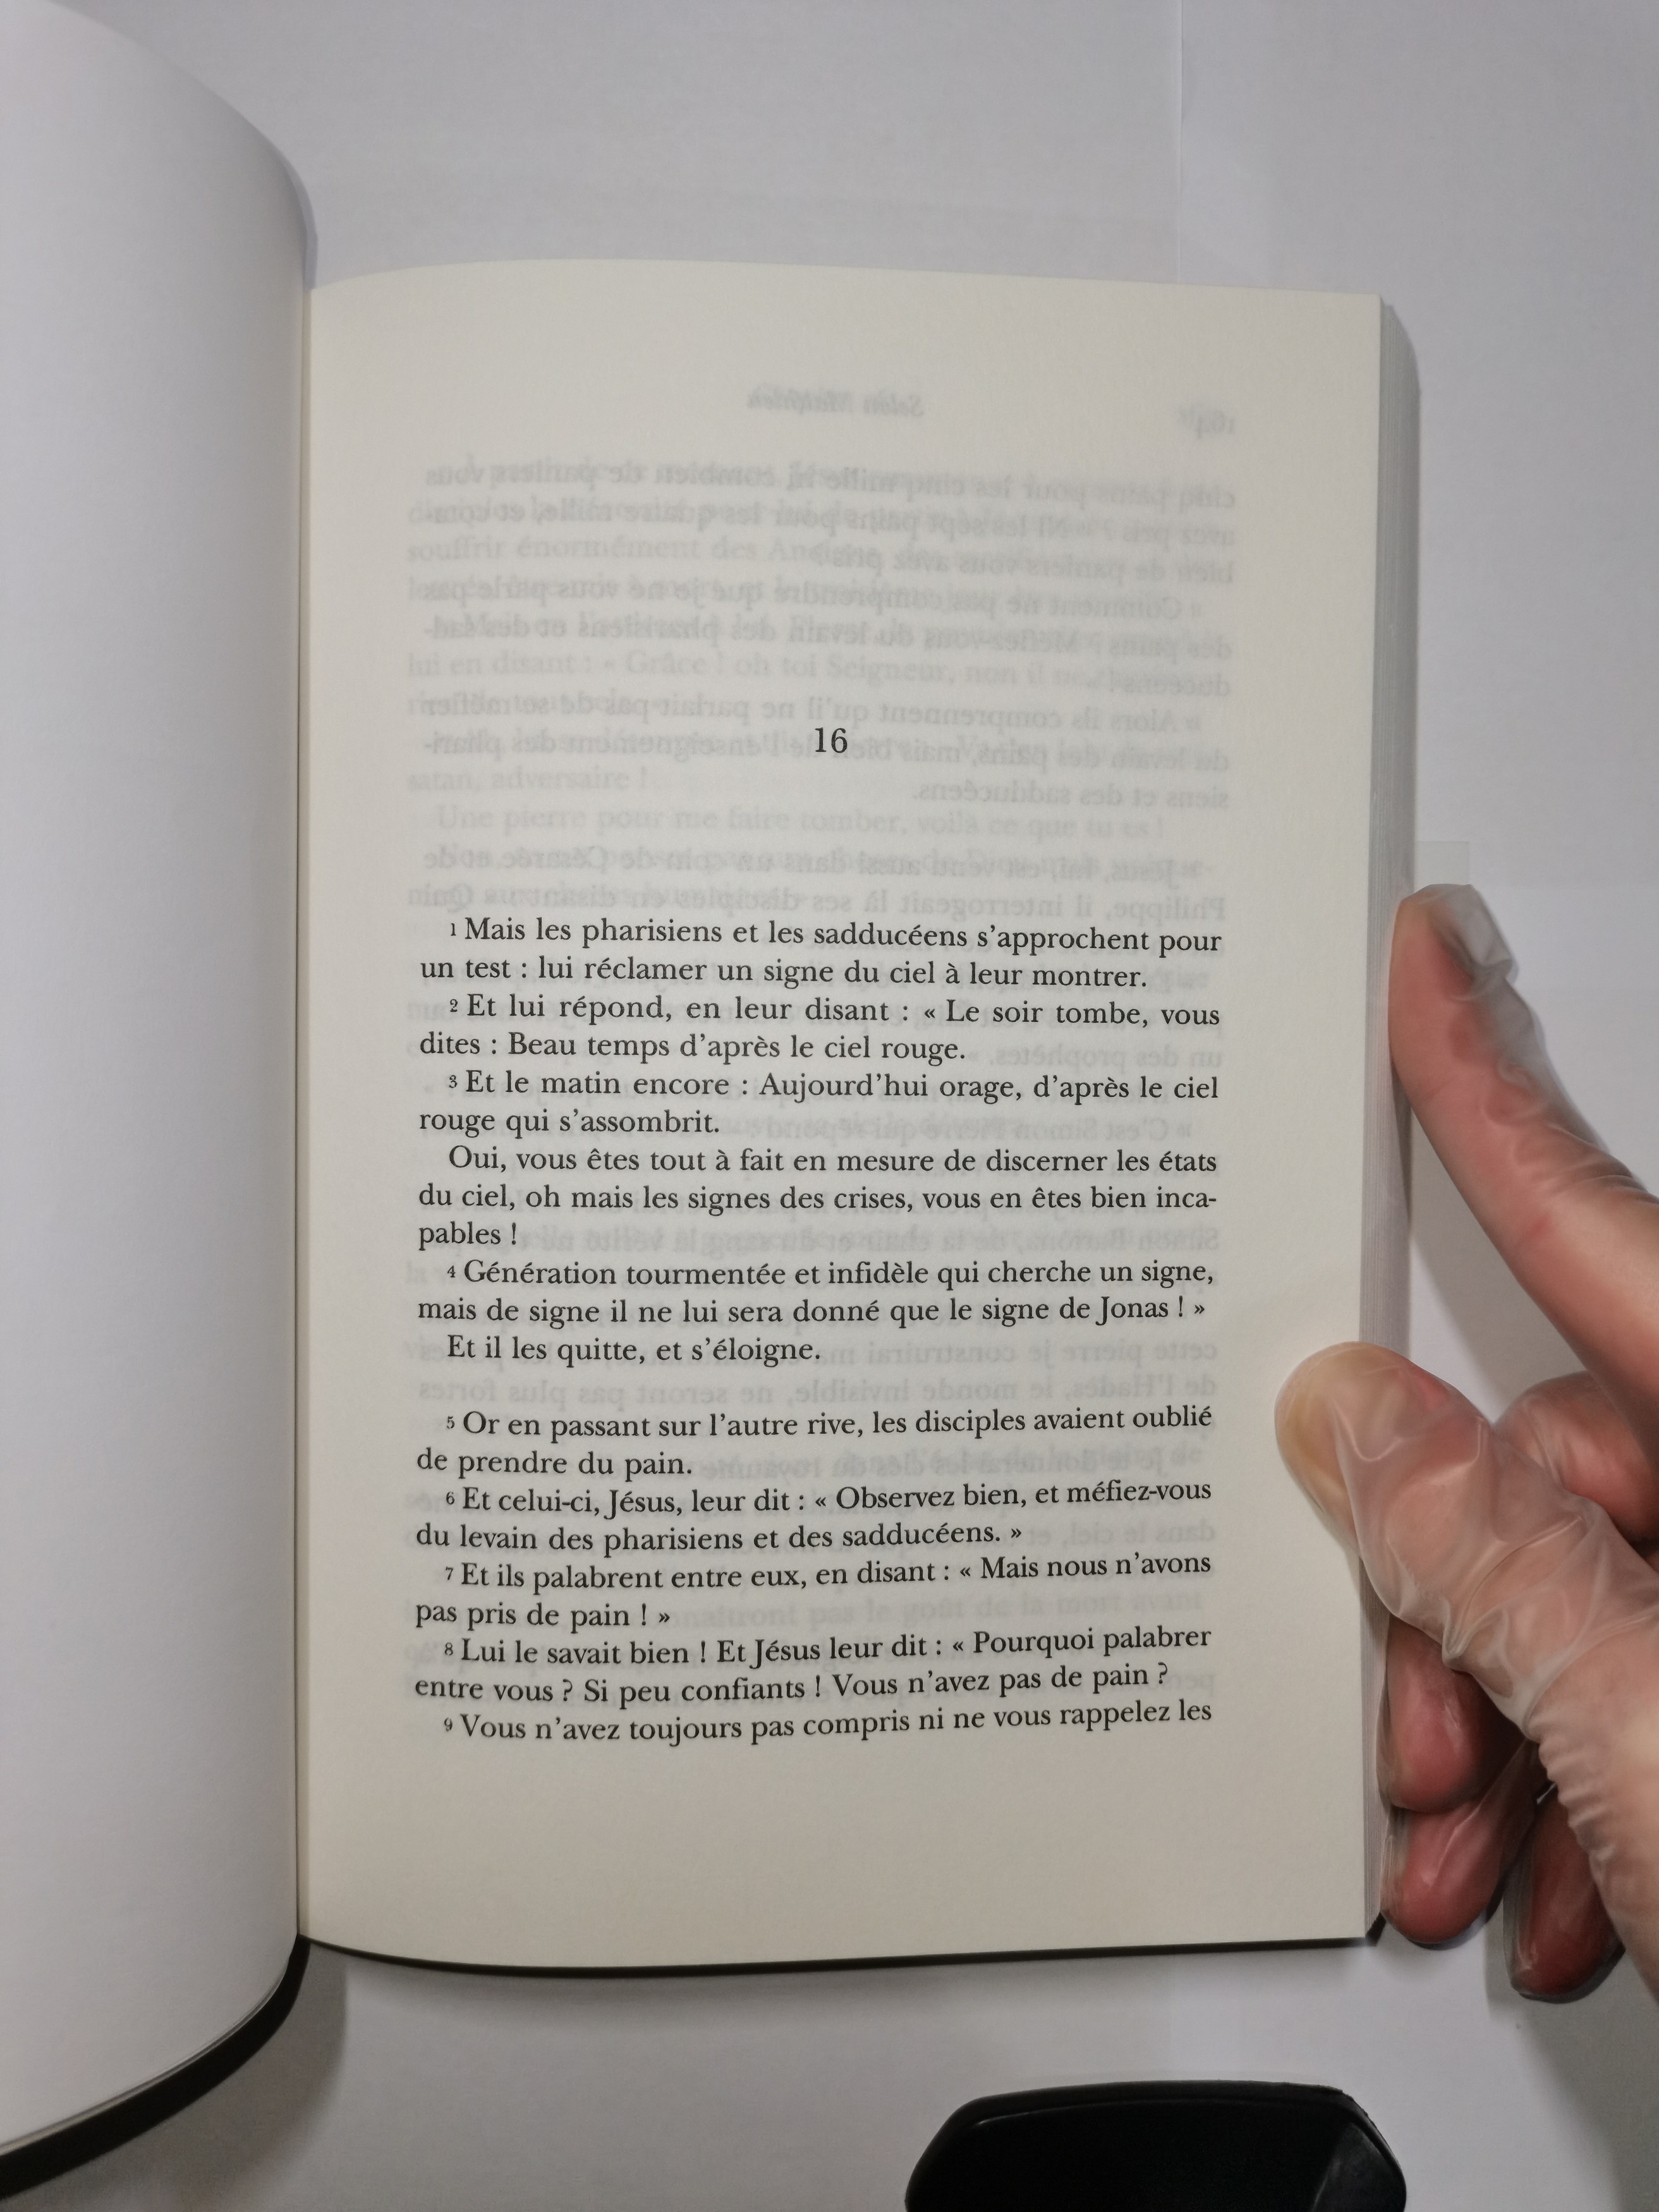 16
1 Mais les pharisiens et les sadducéens s’approchent pour
un test : lui réclamer un signe du ciel à leur montrer.
2 Et lui répond, en leur disant : « Le soir tombe, vous
dites : Beau temps d’après le ciel rouge.
3 Et le matin encore : Aujourd’hui orage, d’après le ciel
rouge qui s’assombrit.
Oui, vous êtes tout à fait en mesure de discerner les états
du ciel, oh mais les signes des crises, vous en êtes bien inca-
pables !
4 Génération tourmentée et infidèle qui cherche un signe,
mais de signe il ne lui sera donné que le signe de Jonas ! »
Et il les quitte, et s’éloigne.
5 Or en passant sur l’autre rive, les disciples avaient oublié
de prendre du pain.
6 Et celui-ci, Jésus, leur dit : « Observez bien, et méfiez-vous
du levain des pharisiens et des sadducéens. »
7 Et ils palabrent entre eux, en disant : « Mais nous n’avons
pas pris de pain ! »
8 Lui le savait bien ! Et Jésus leur dit : « Pourquoi palabrer
entre vous ? Si peu confiants ! Vous n’avez pas de pain ?
9 Vous n’avez toujours pas compris ni ne vous rappelez les